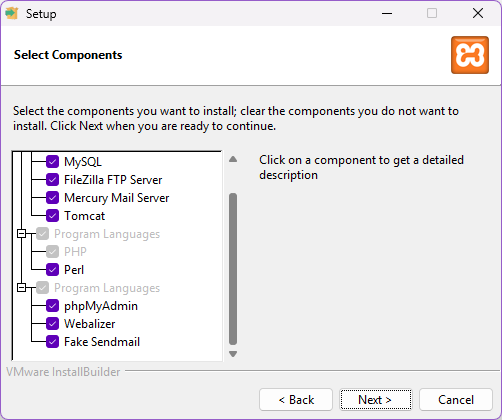 Setup
Select Components
Select the components you want to install; clear the components you do not want to
install. Click Next when you are ready to continue.
MySQL
FileZilla FTP Server
Mercury Mail Server
Tomcat
Program Languages
PHP
Perl
Program Languages
phpMyAdmin
Webalizer
Fake Sendmail
Click on a component to get a detailed
description
VMware InstallBuilder
< Back
Next >
Cancel